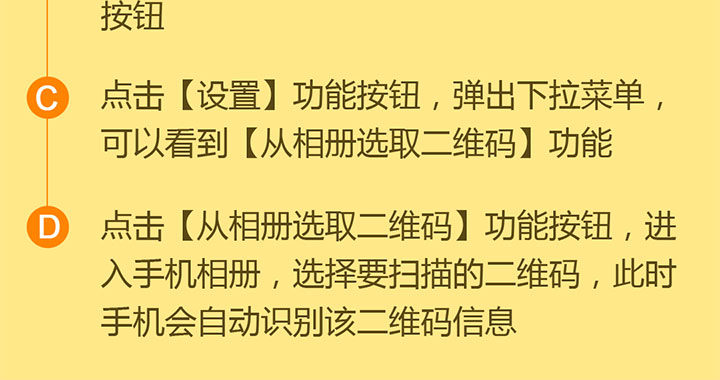 按钮
C
点击【设置】功能按钮，弹出下拉菜单，
可以看到【从相册选取二维码】功能
D
点击【从相册选取二维码】功能按钮，进
入手机相册，选择要扫描的二维码，此时
手机会自动识别该二维码信息